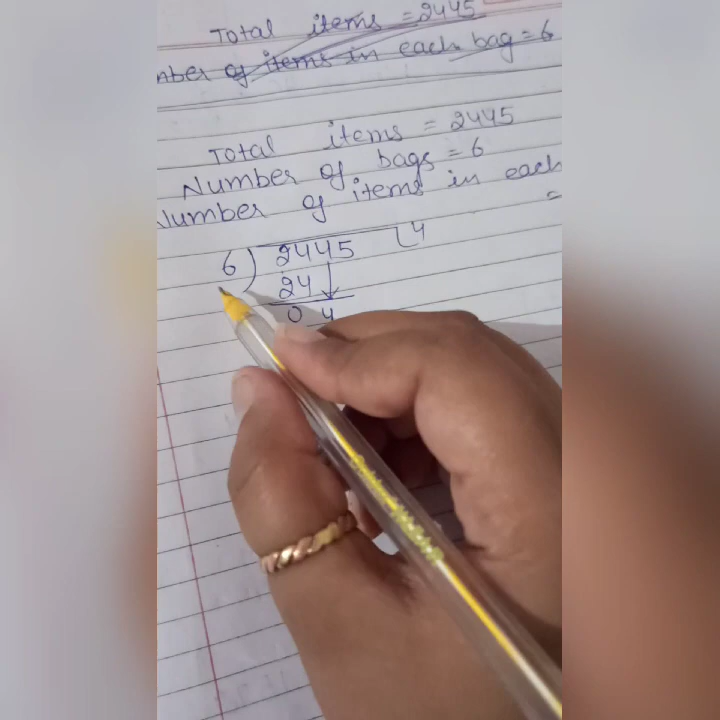 Total items = 2445
mber of items in each bag = 6
Total items = 2445
Number of bags = 6
Number of items in each
=
6 ) 2445 ( 4
24
0 4